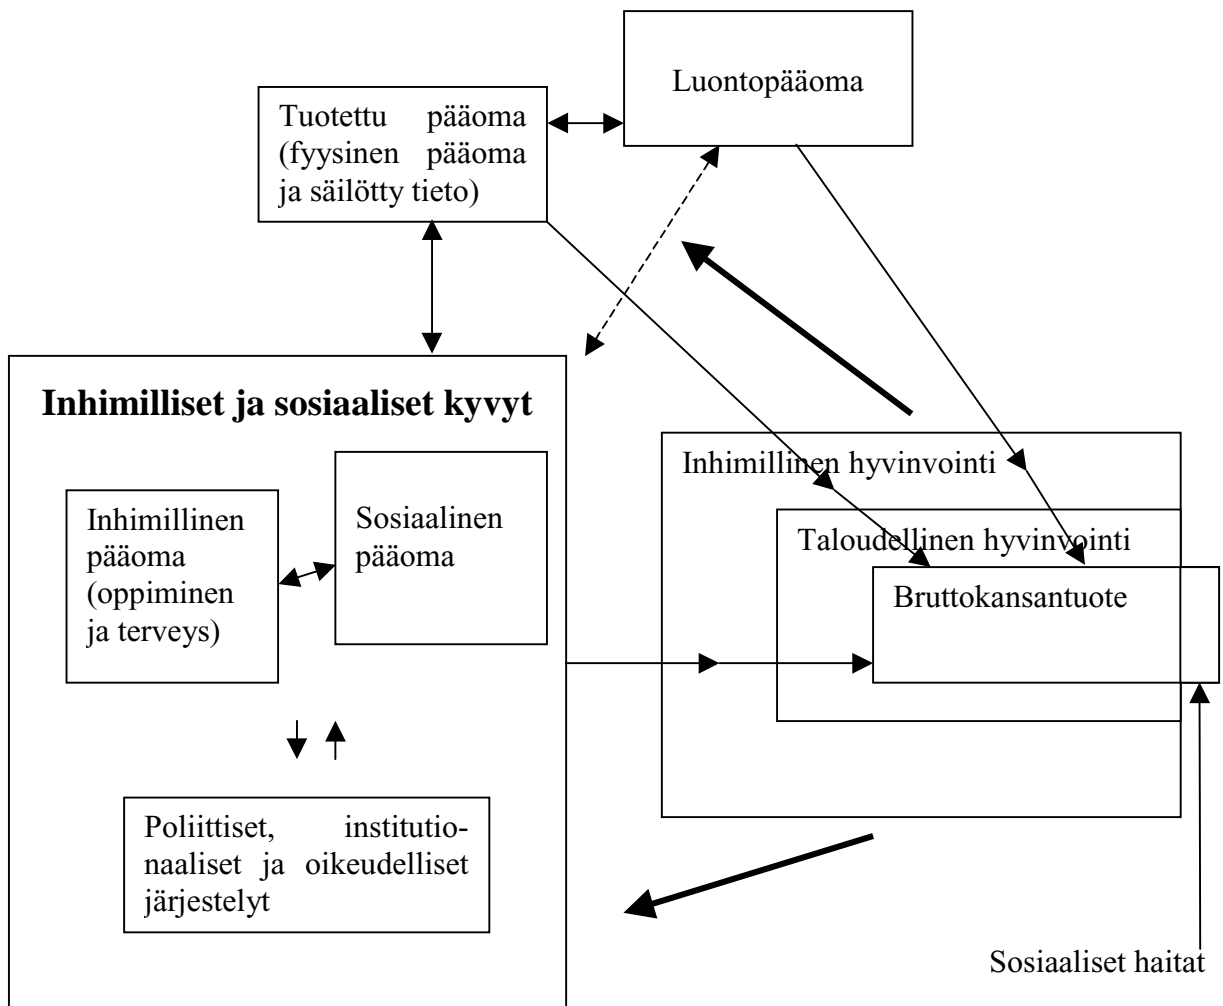 Luontopääoma
Tuotettu pääoma
(fyysinen pääoma
ja säilötty tieto)
Inhimilliset ja sosiaaliset kyvyt
Inhimillinen
pääoma
(oppiminen
ja terveys)
Sosiaalinen
pääoma
Poliittiset, institutio-
naaliset ja oikeudelliset
järjestelyt
Inhimillinen hyvinvointi
Taloudellinen hyvinvointi
Bruttokansantuote
Sosiaaliset haitat